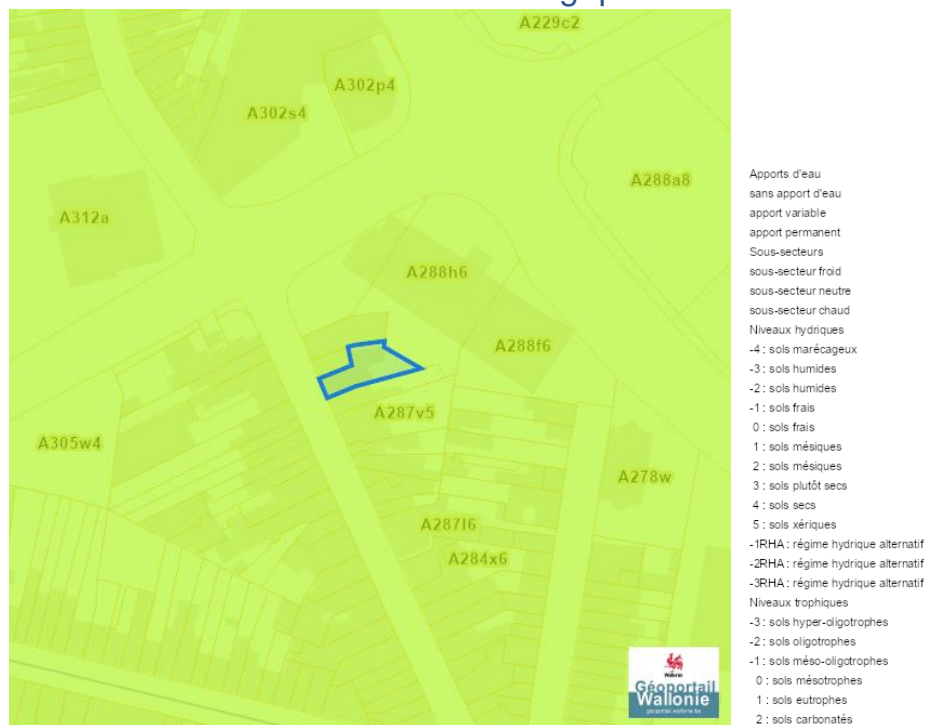 A229c2
A302p4
A302s4
A288a8
A312a
A288h6
A288f6
A287v5
A305w4
A278w
A287l6
A284x6
Wallonie
Géoportail
Wallonie
geoportail.wallonie.be
Apports d'eau
sans apport d'eau
apport variable
apport permanent
Sous-secteurs
sous-secteur froid
sous-secteur neutre
sous-secteur chaud
Niveaux hydriques
-4 : sols marécageux
-3 : sols humides
-2 : sols humides
-1 : sols frais
0 : sols frais
1 : sols mésiques
2 : sols mésiques
3 : sols plutôt secs
4 : sols secs
5 : sols xériques
-1RHA : régime hydrique alternatif
-2RHA : régime hydrique alternatif
-3RHA : régime hydrique alternatif
Niveaux trophiques
-3 : sols hyper-oligotrophes
-2 : sols oligotrophes
-1 : sols méso-oligotrophes
0 : sols mésotrophes
1 : sols eutrophes
2 : sols carbonatés